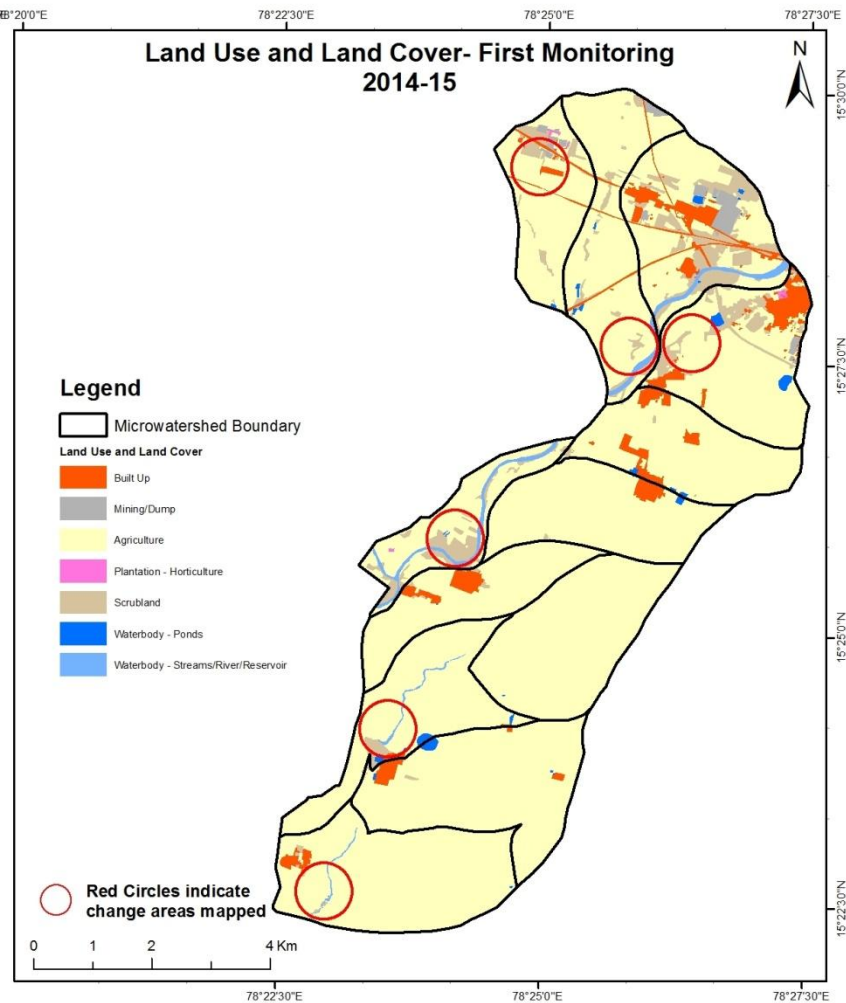 78°20'0"E 78°22'30"E 78°25'0"E 78°27'30"E
Land Use and Land Cover- First Monitoring
2014-15
N
15°30'0"N
15°27'30"N
Legend
Microwatershed Boundary
Land Use and Land Cover
Built Up
Mining/Dump
Agriculture
Plantation - Horticulture
Scrubland
Waterbody - Ponds
Waterbody - Streams/River/Reservoir
15°25'0"N
Red Circles indicate
change areas mapped
15°22'30"N
0 1 2 4 Km
78°22'30"E 78°25'0"E 78°27'30"E